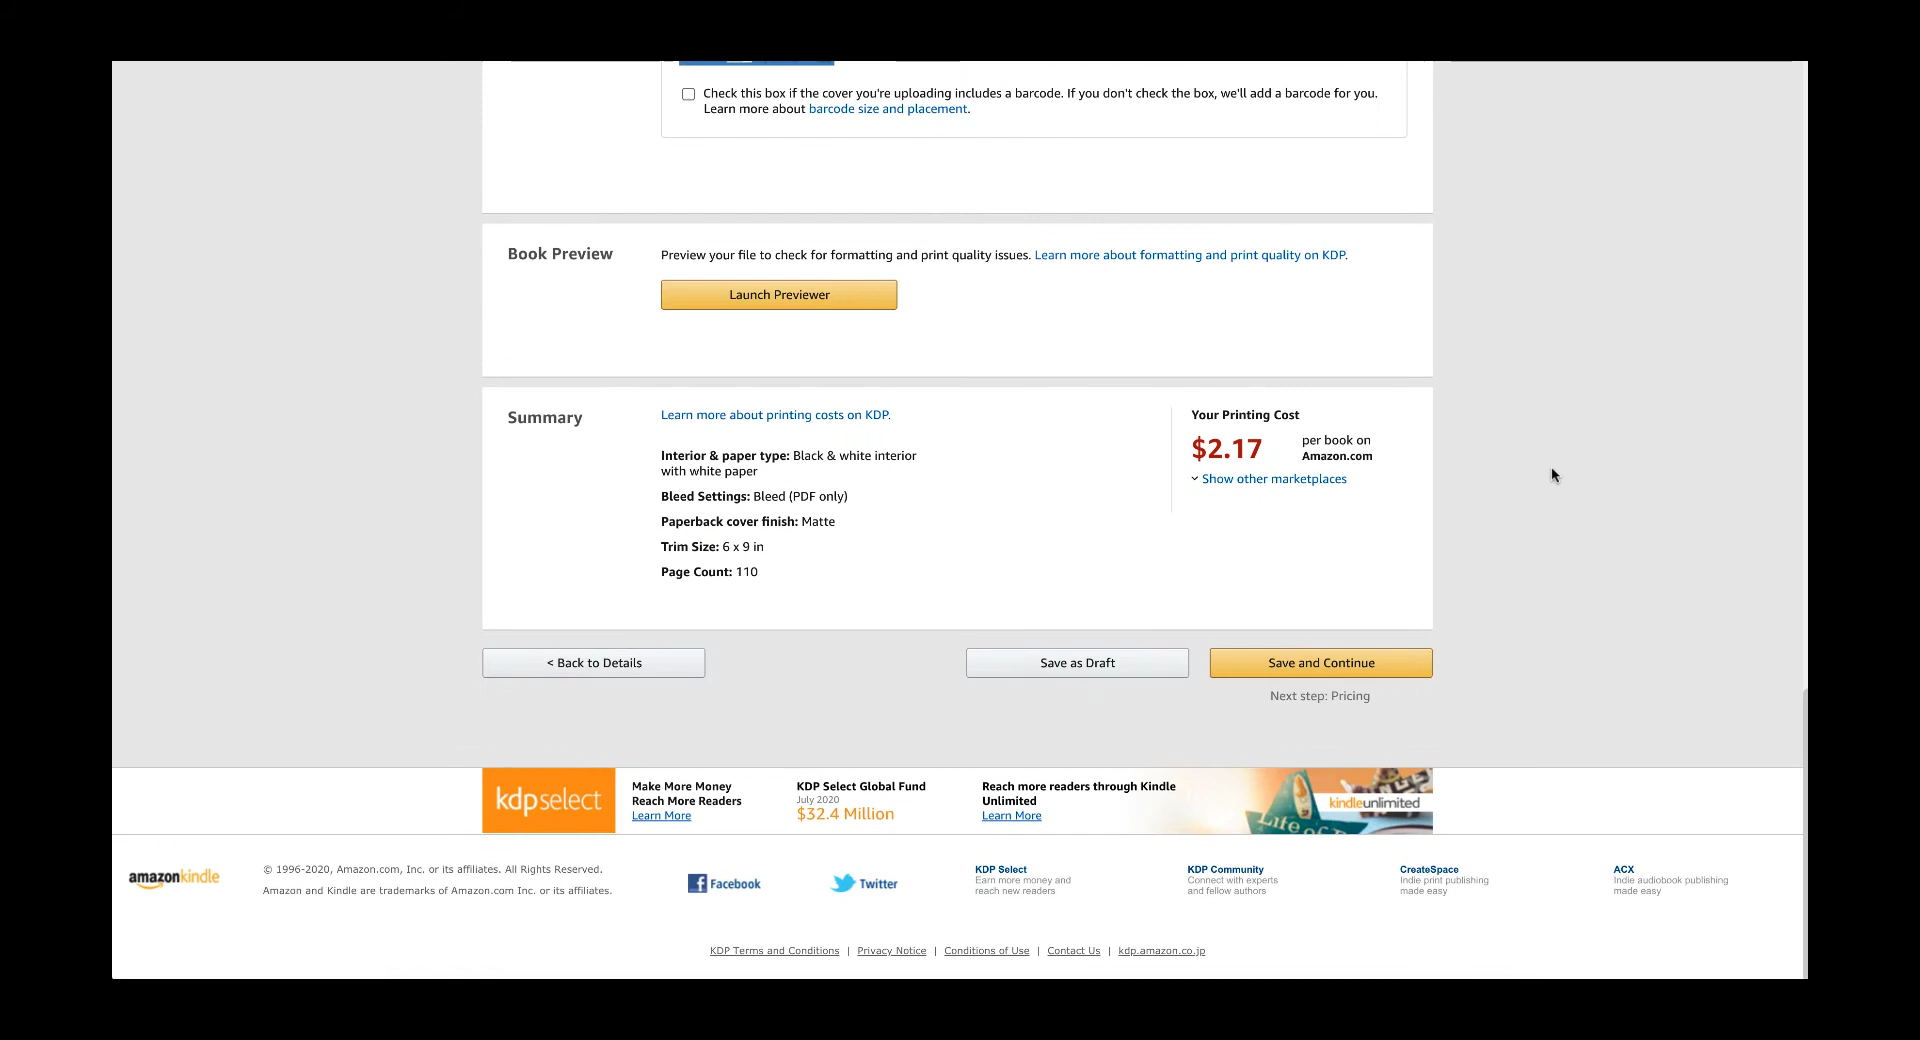 Check this box if the cover you're uploading includes a barcode. If you don't check the box, we'll add a barcode for you.
Learn more about barcode size and placement.
Book Preview
Preview your file to check for formatting and print quality issues. Learn more about formatting and print quality on KDP.
Launch Previewer
Summary
Learn more about printing costs on KDP.
Interior & paper type: Black & white interior
with white paper
Bleed Settings: Bleed (PDF only)
Paperback cover finish: Matte
Trim Size: 6 x 9 in
Page Count: 110
Your Printing Cost
$2.17
per book on
Amazon.com
Show other marketplaces
< Back to Details
Save as Draft
Save and Continue
Next step: Pricing
kdpselect
Make More Money
Reach More Readers
Learn More
KDP Select Global Fund
July 2020
$32.4 Million
Reach more readers through Kindle
Unlimited
Learn More
kindleunlimited
Life of
amazonkindle
© 1996-2020, Amazon.com, Inc. or its affiliates. All Rights Reserved.
Amazon and Kindle are trademarks of Amazon.com Inc. or its affiliates.
Facebook
Twitter
KDP Select
Earn more money and
reach new readers
KDP Community
Connect with experts
and fellow authors
CreateSpace
Indie print publishing
made easy
ACX
Indie audiobook publishing
made easy
KDP Terms and Conditions | Privacy Notice | Conditions of Use | Contact Us | kdp.amazon.co.jp